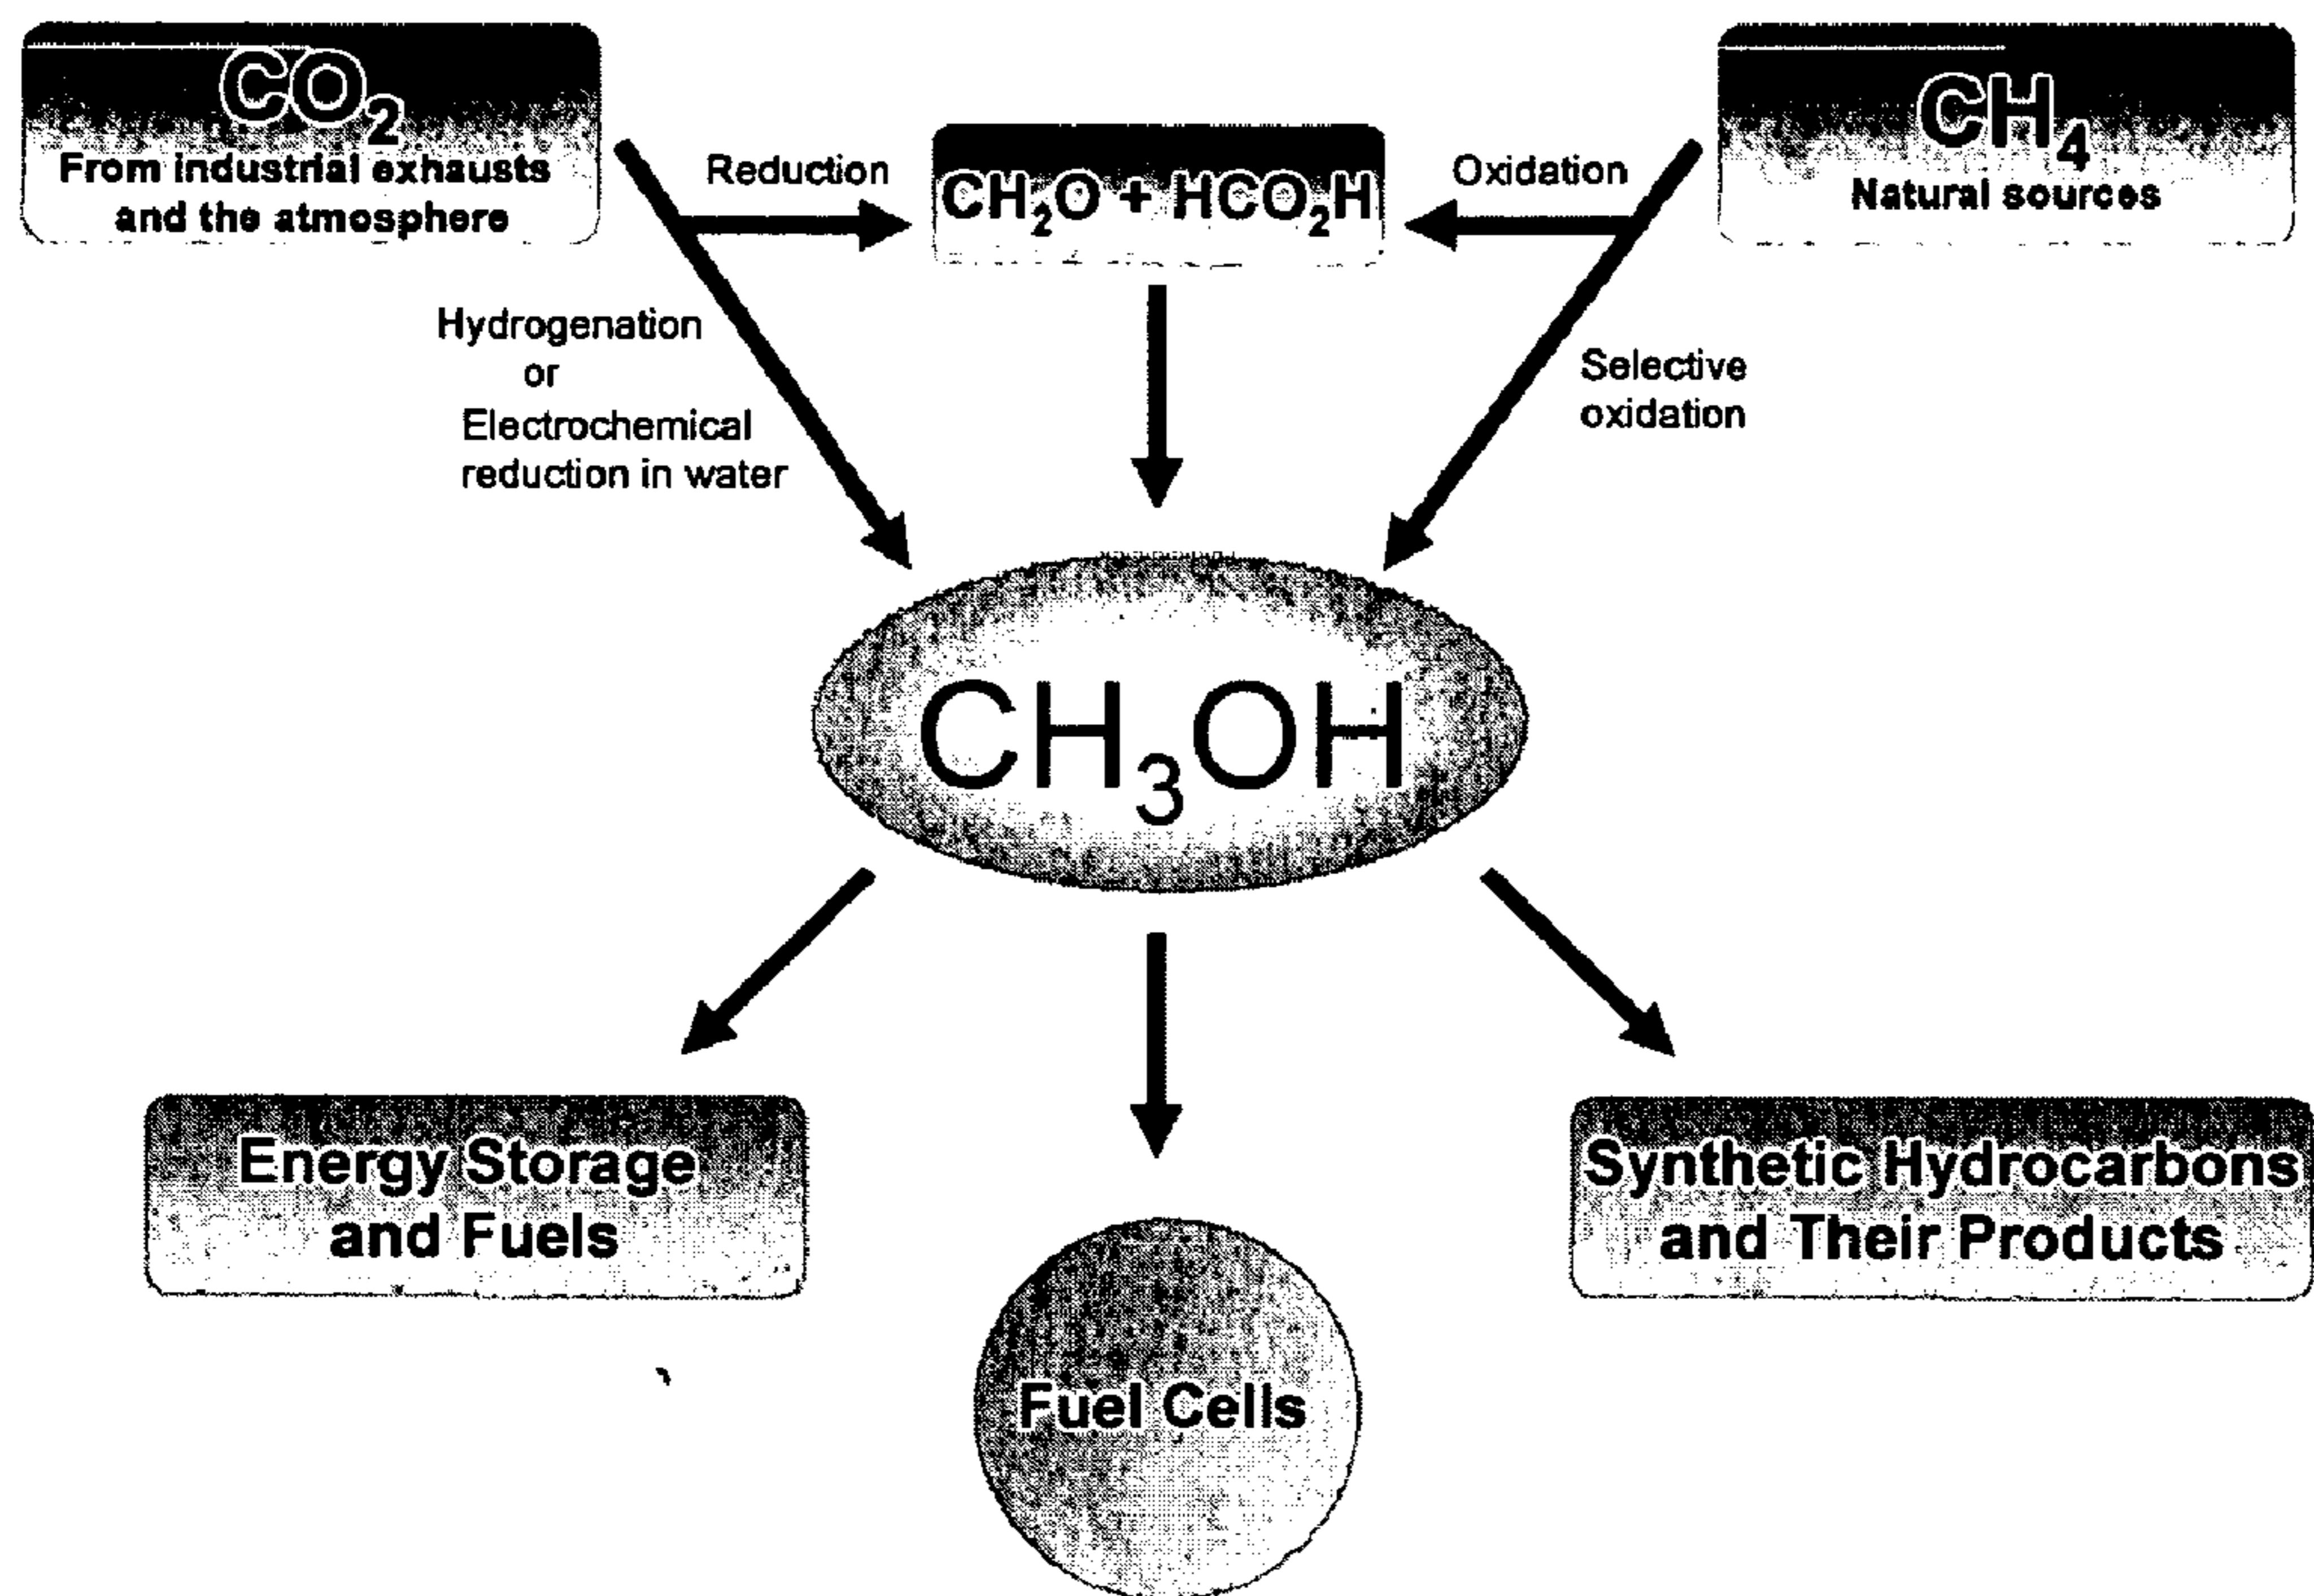 CO₂
From industrial exhausts
and the atmosphere
Reduction
CH₂O + HCO₂H
Oxidation
CH₄
Natural sources
Hydrogenation
or
Electrochemical
reduction in water
Selective
oxidation
CH₃OH
Energy Storage
and Fuels
Fuel Cells
Synthetic Hydrocarbons
and Their Products